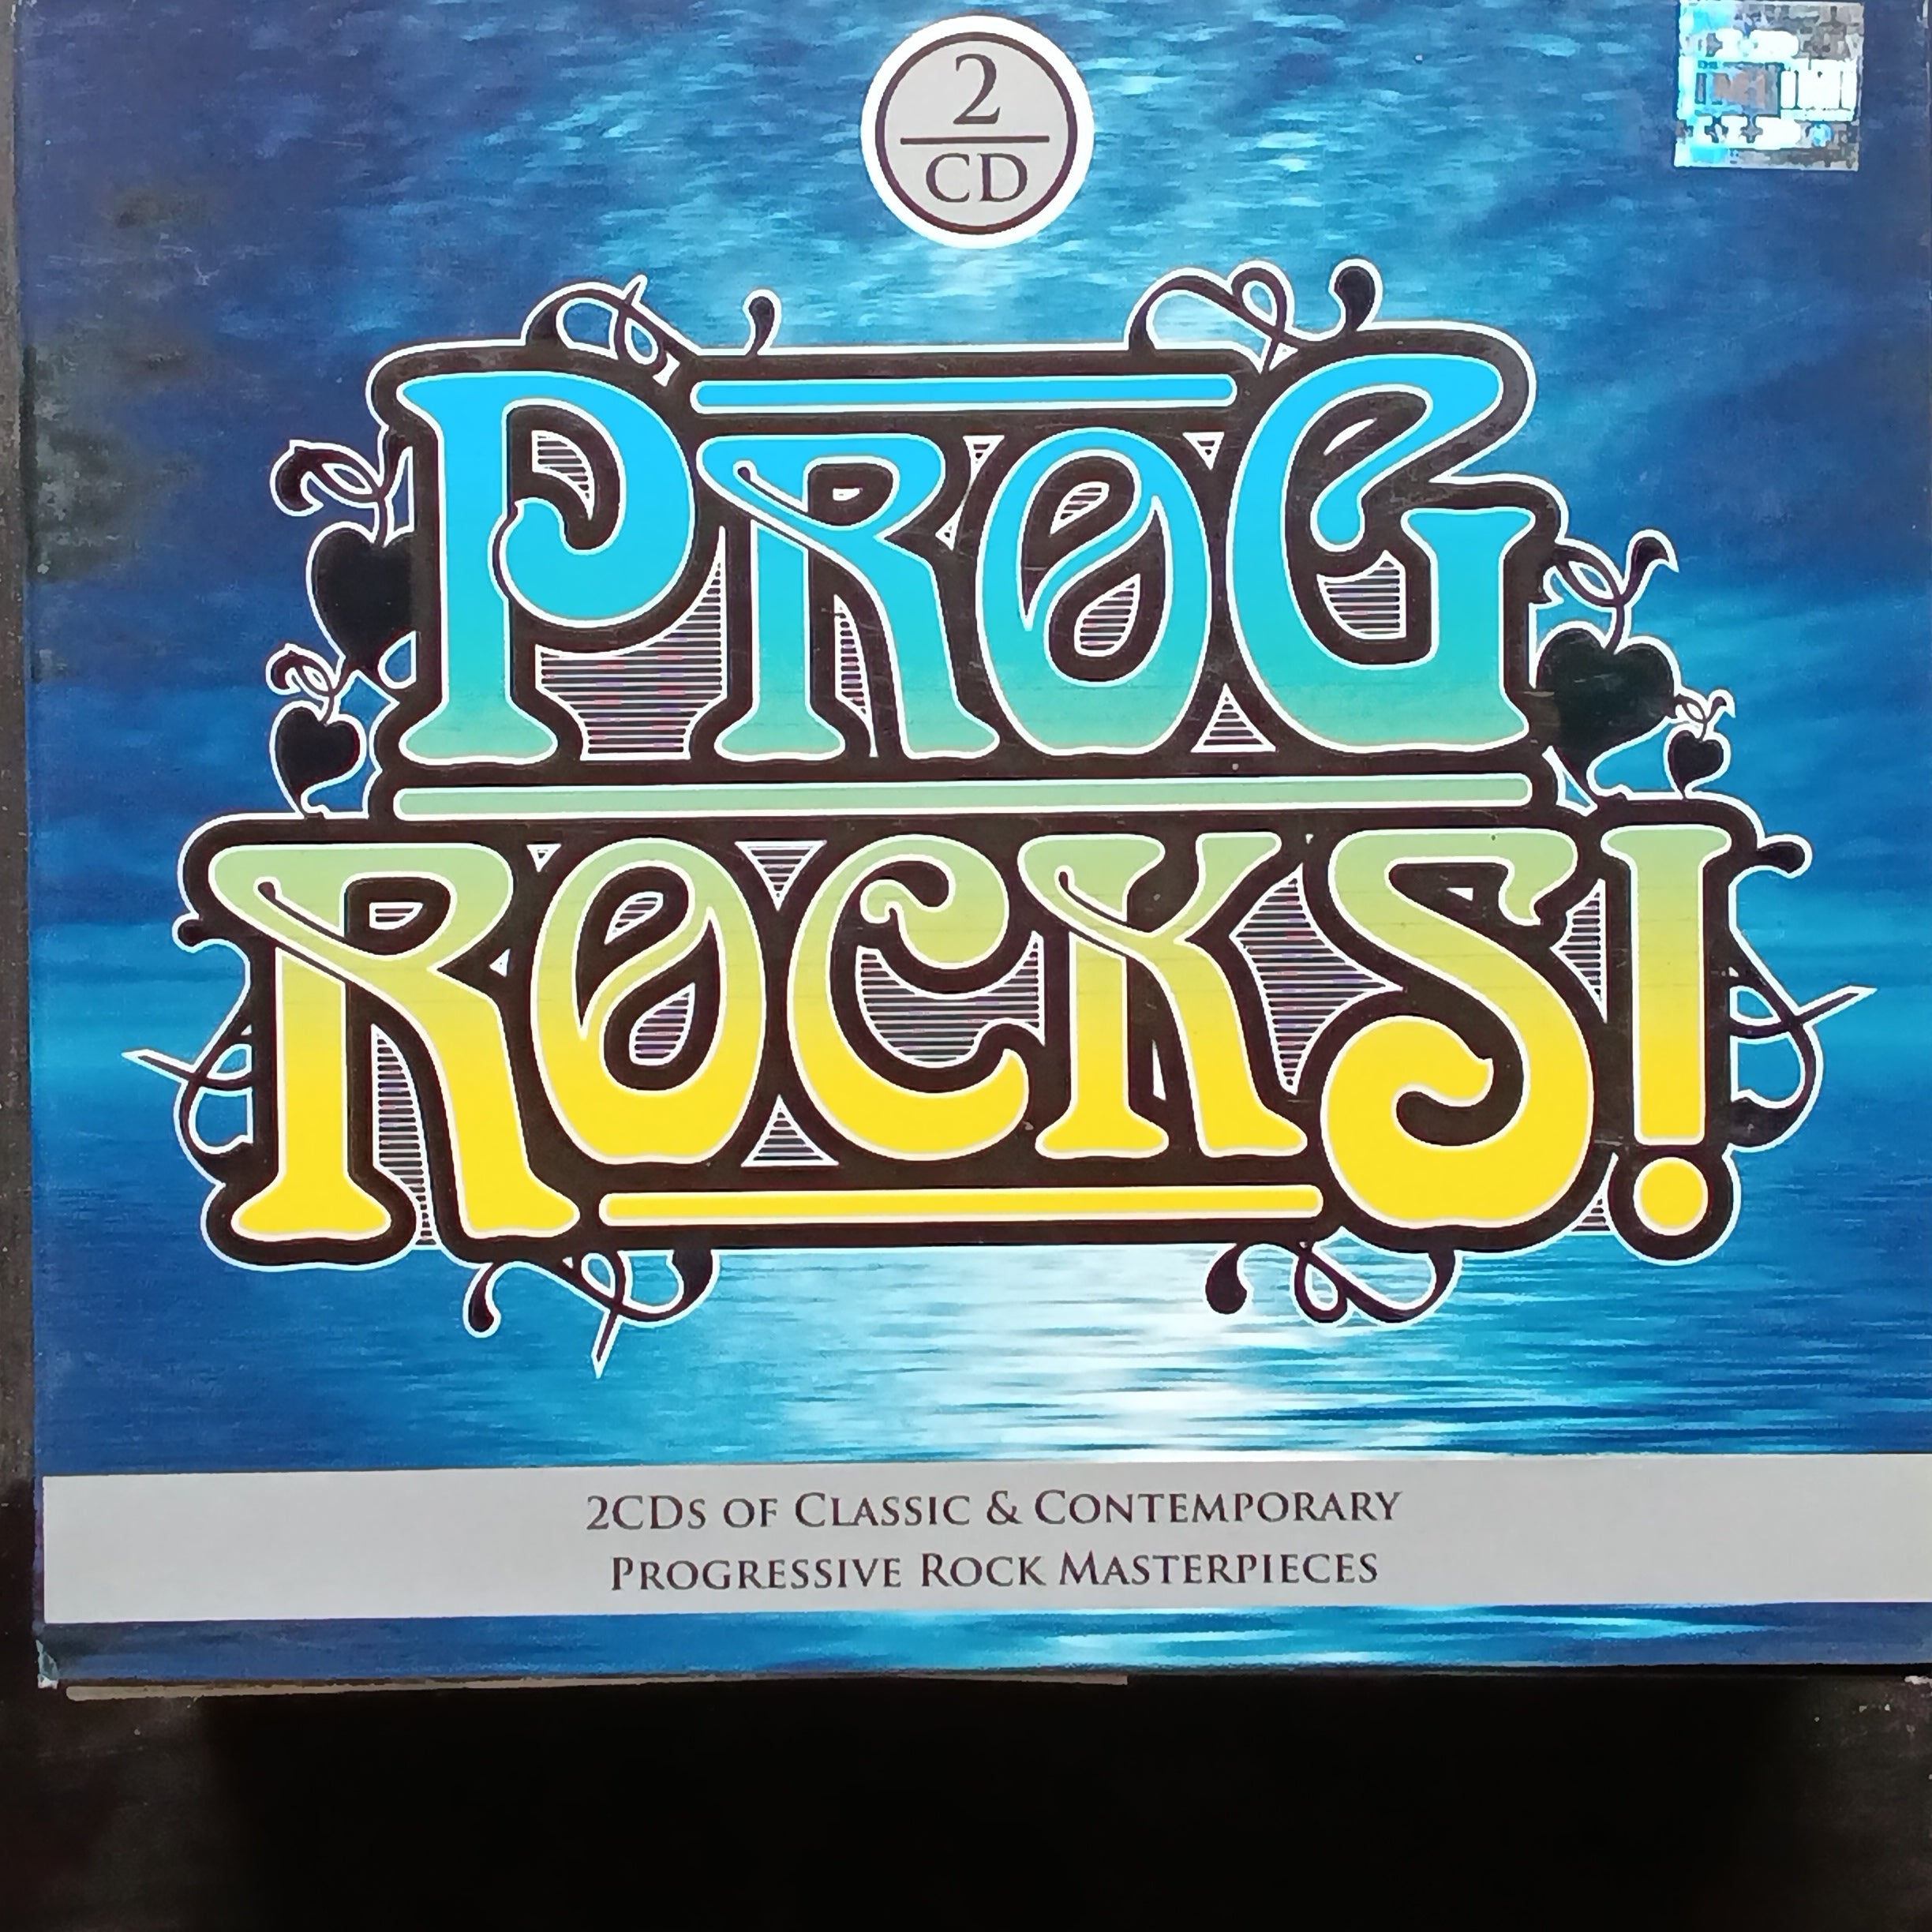 2
CD
PROG
ROCKS!
2CDS OF CLASSIC & CONTEMPORARY
PROGRESSIVE ROCK MASTERPIECES